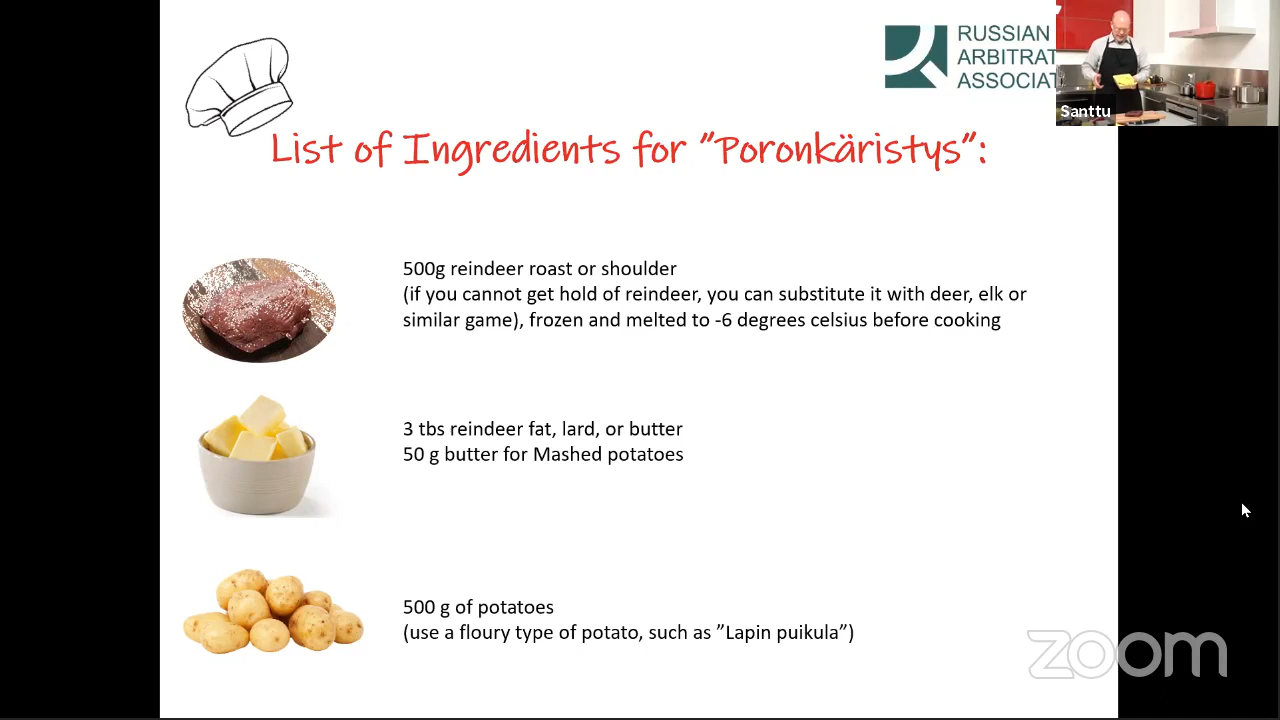 RUSSIAN
ARBITRAT
ASSOCIAT
Santtu
List of Ingredients for ”Poronkäristys”:
500g reindeer roast or shoulder
(if you cannot get hold of reindeer, you can substitute it with deer, elk or
similar game), frozen and melted to -6 degrees celsius before cooking
3 tbs reindeer fat, lard, or butter
50 g butter for Mashed potatoes
500 g of potatoes
(use a floury type of potato, such as ”Lapin puikula”)
zoom